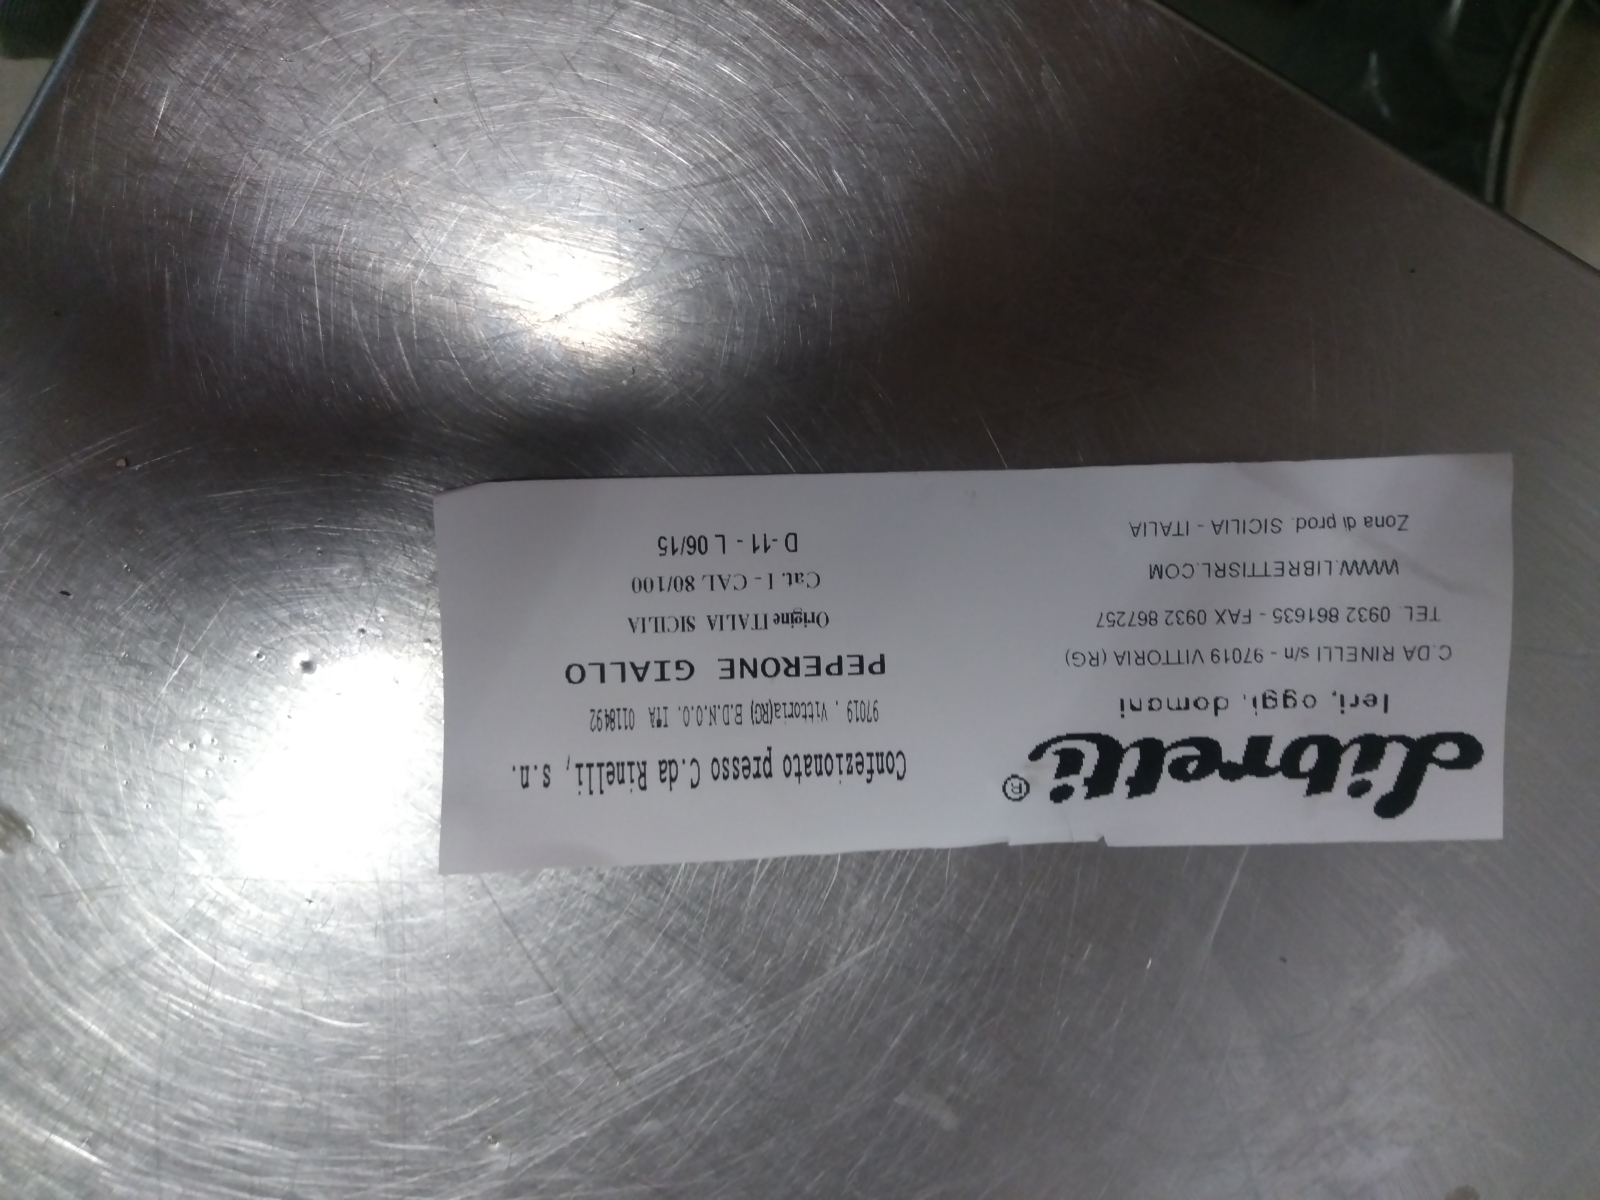 Libretti ®
Ieri, oggi, domani
C.DA RINELLI s/n - 97019 VITTORIA (RG)
TEL. 0932 861635 - FAX 0932 867257
WWW.LIBRETTISRL.COM
Zona di prod. SICILIA - ITALIA
Confezionato presso C.da Rinelli, s.n.
97019 . Vittoria(RG) B.D.N.O.O. ITA 0118492
PEPERONE GIALLO
Origine ITALIA SICILIA
Cat. I - CAL 80/100
D -11 - L 06/15